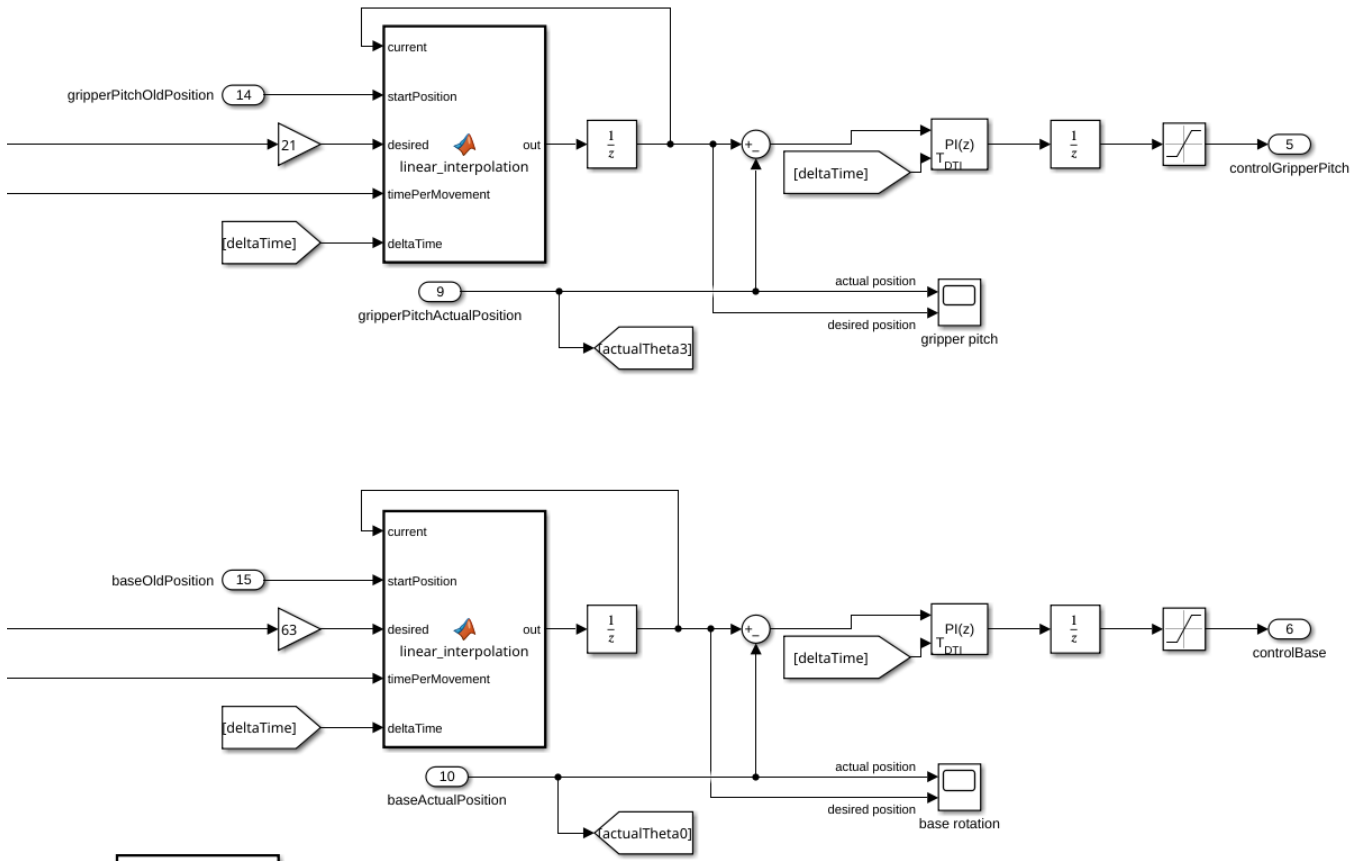 current
gripperPitchOldPosition
14
startPosition
21
desired
linear_interpolation
out
1
z
timePerMovement
[deltaTime]
deltaTime
+
−
[deltaTime]
PI(z)
T DTI
1
z
5
controlGripperPitch
9
gripperPitchActualPosition
actual position
desired position
gripper pitch
[actualTheta3]
current
baseOldPosition
15
startPosition
63
desired
linear_interpolation
out
1
z
timePerMovement
[deltaTime]
deltaTime
+
−
[deltaTime]
PI(z)
T DTI
1
z
6
controlBase
10
baseActualPosition
actual position
desired position
base rotation
[actualTheta0]